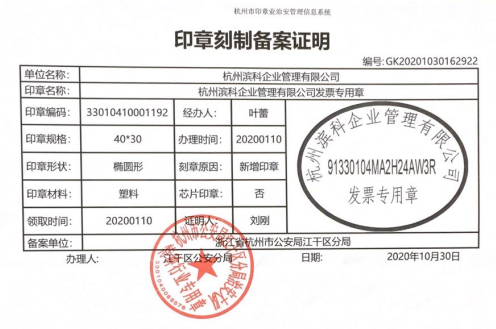 杭州市印章业治安管理信息系统
印章刻制备案证明
编号:GK20201030162922
单位名称: 杭州滨科企业管理有限公司
印章名称: 杭州滨科企业管理有限公司发票专用章
印章编码: 33010410001192 经办人: 叶蕾
印章规格: 40*30 办理时间: 20200110
印章形状: 椭圆形 刻章原因: 新增印章
印章材料: 塑料 芯片印章: 否
领取时间: 20200110 证明人: 刘刚
杭州滨科企业管理有限公司
91330104MA2H24AW3R
发票专用章
备案单位: 浙江省杭州市公安局江干区分局
办理人: 江干区公安分局 日期: 2020年10月30日